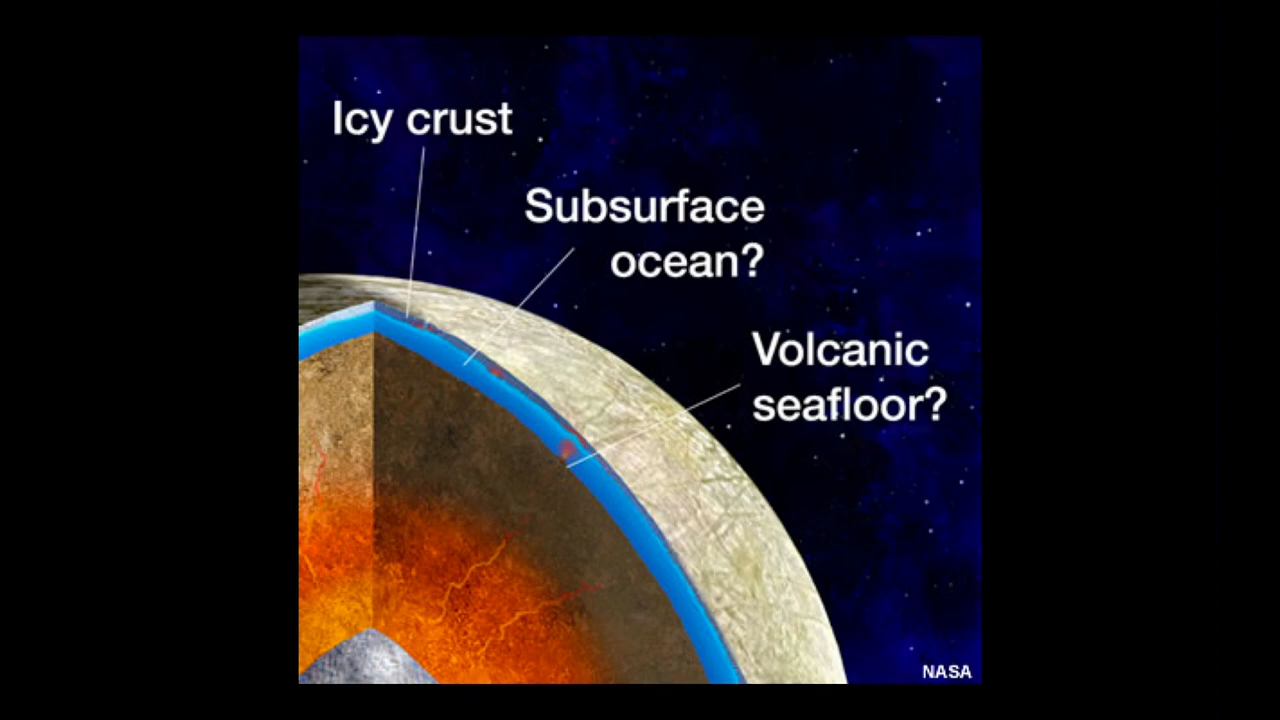 Icy crust
Subsurface
ocean?
Volcanic
seafloor?
NASA